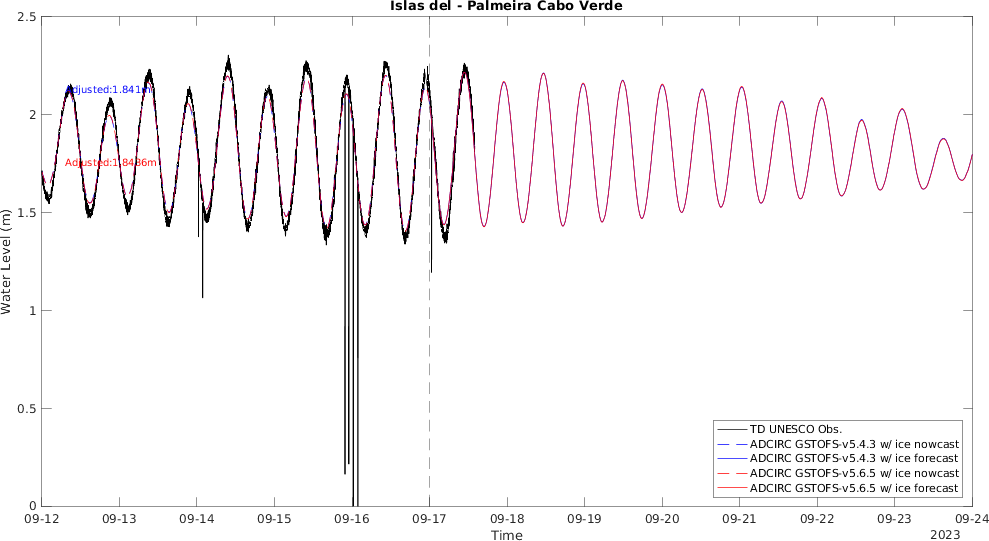 Islas del - Palmeira Cabo Verde
2.5
2
1.5
1
0.5
0
Water Level (m)
Adjusted:1.841m
Adjusted:1.8486m
TD UNESCO Obs.
ADCIRC GSTOFS-v5.4.3 w/ ice nowcast
ADCIRC GSTOFS-v5.4.3 w/ ice forecast
ADCIRC GSTOFS-v5.6.5 w/ ice nowcast
ADCIRC GSTOFS-v5.6.5 w/ ice forecast
09-12 09-13 09-14 09-15 09-16 09-17 09-18 09-19 09-20 09-21 09-22 09-23 09-24
Time
2023